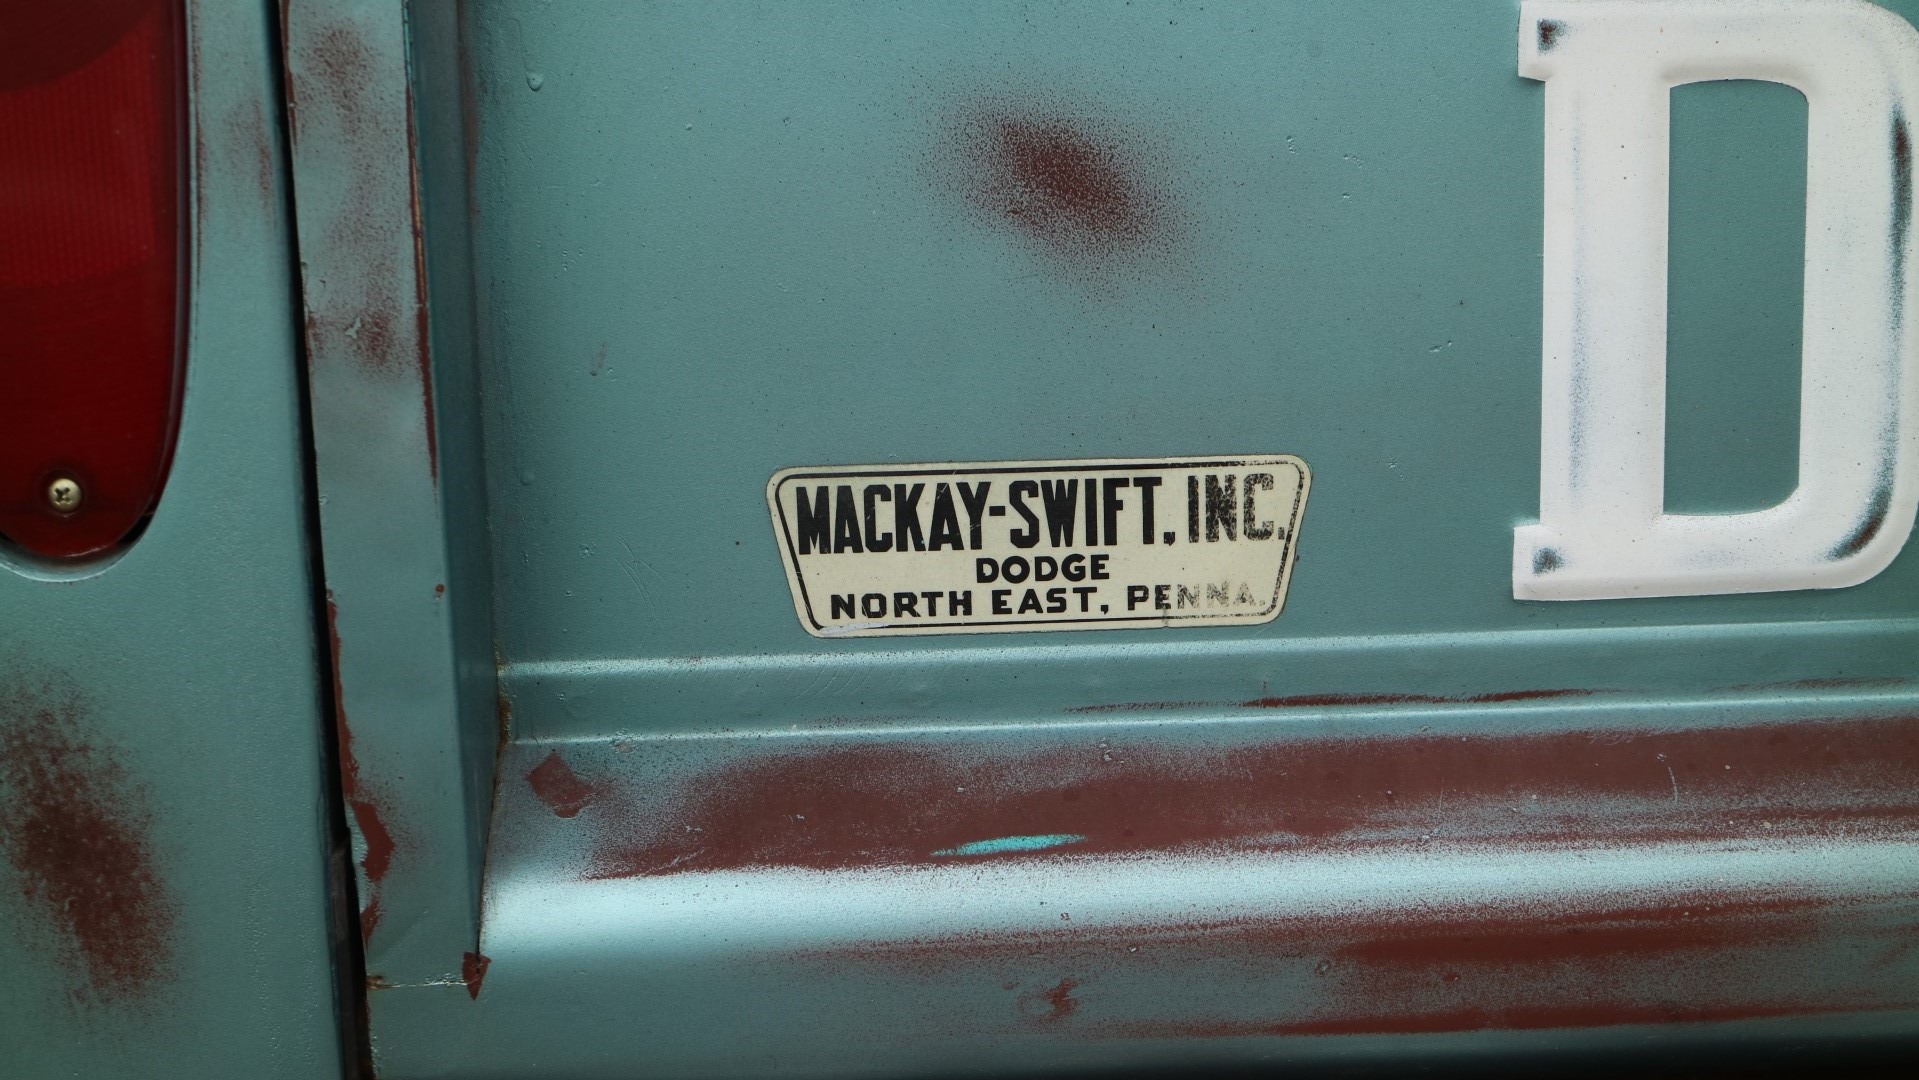 D
MACKAY-SWIFT, INC.
DODGE
NORTH EAST, PENNA.